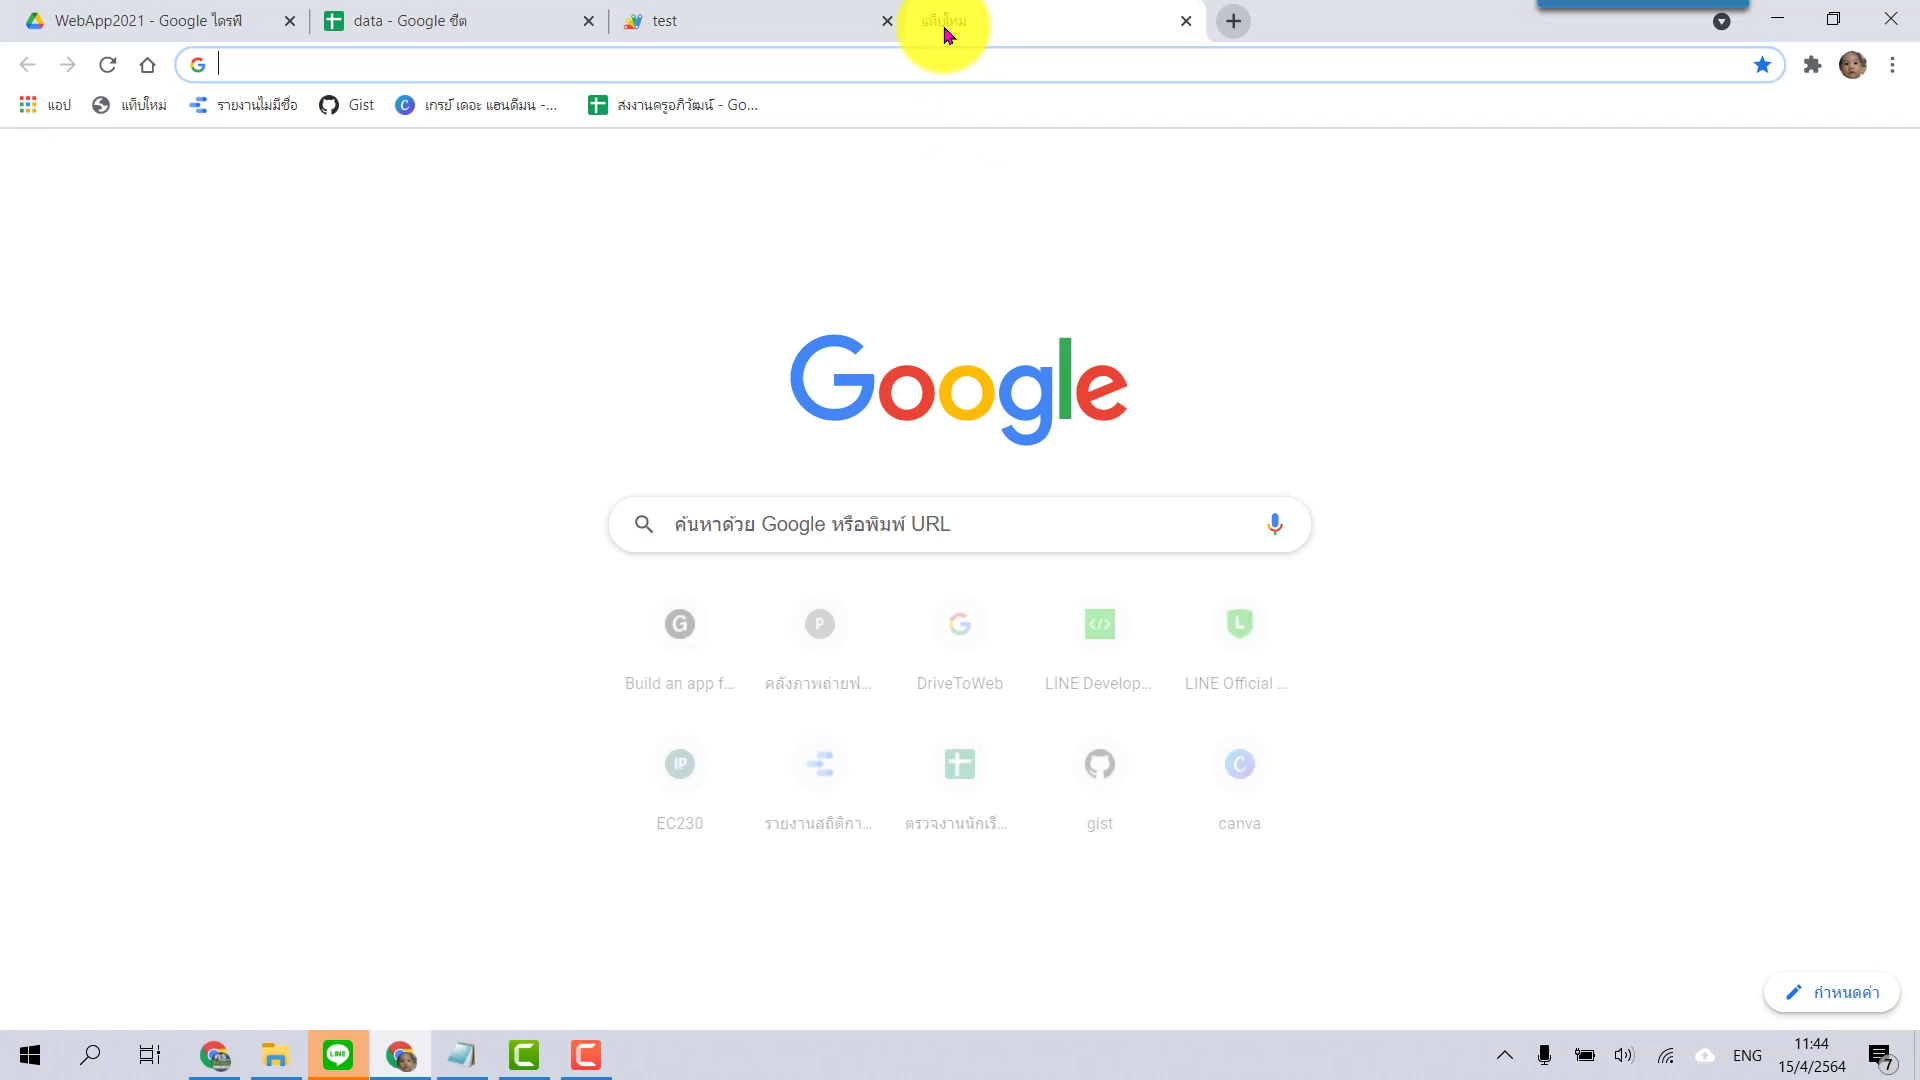 WebApp2021 - Google ไดรฟ์
data - Google ชีต
test
แท็บใหม่
แอป
แท็บใหม่
รายงานไม่มีชื่อ
Gist
เกรย์ เดอะ แฮนดีมน -...
ส่งงานครูอภิวัฒน์ - Go...
Google
ค้นหาด้วย Google หรือพิมพ์ URL
Build an app f...
คลังภาพถ่ายฟ...
DriveToWeb
LINE Develop...
LINE Official ...
EC230
รายงานสถิติกา...
ตรวจงานนักเรี...
gist
canva
กำหนดค่า
ENG
11:44
15/4/2564
7